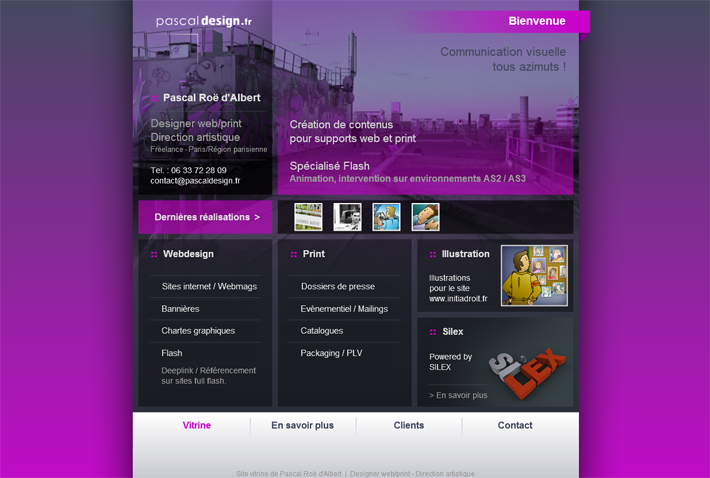 pascaldesign.fr
Bienvenue
Communication visuelle
tous azimuts !
:: Pascal Roë d'Albert
Designer web/print
Direction artistique
Freelance - Paris/Région parisienne
Tel. : 06 33 72 28 09
contact@pascaldesign.fr
Création de contenus
pour supports web et print
Spécialisé Flash
Animation, intervention sur environnements AS2 / AS3
Dernières réalisations >
:: Webdesign
Sites internet / Webmags
Bannières
Chartes graphiques
Flash
Deeplink / Référencement
sur sites full flash.
:: Print
Dossiers de presse
Evènementiel / Mailings
Catalogues
Packaging / PLV
:: Illustration
Illustrations
pour le site
www.initiadroit.fr
:: Silex
Powered by
SILEX
SILEX
> En savoir plus
Vitrine
En savoir plus
Clients
Contact
Site vitrine de Pascal Roë d'Albert | Designer web/print - Direction artistique